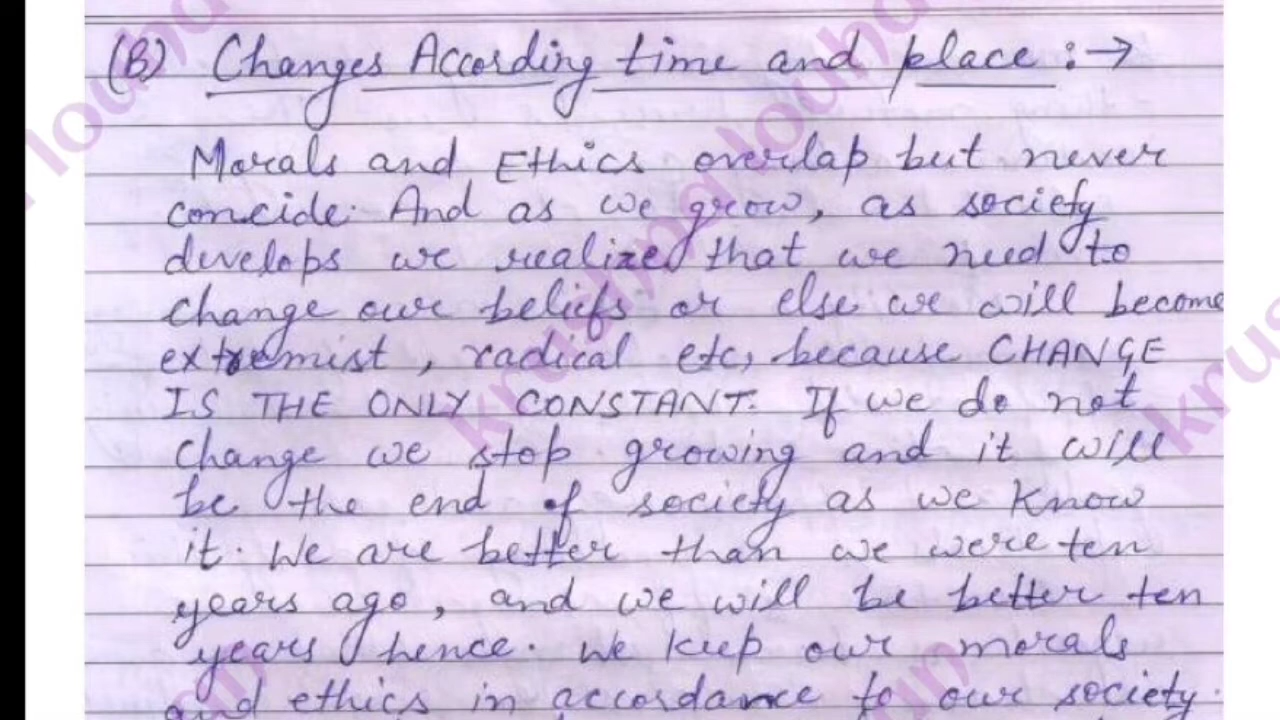 (B) Changes According time and place :→
Morals and Ethics overlap but never
concide. And as we grow, as society
develops we realize that we need to
change our beliefs or else we will become
extremist, radical etc, because CHANGE
IS THE ONLY CONSTANT. If we do not
change we stop growing and it will
be the end of society as we know
it. We are better than we were ten
years ago, and we will be better ten
years hence. We keep our morals
and ethics in accordance to our society.
krushna louhan